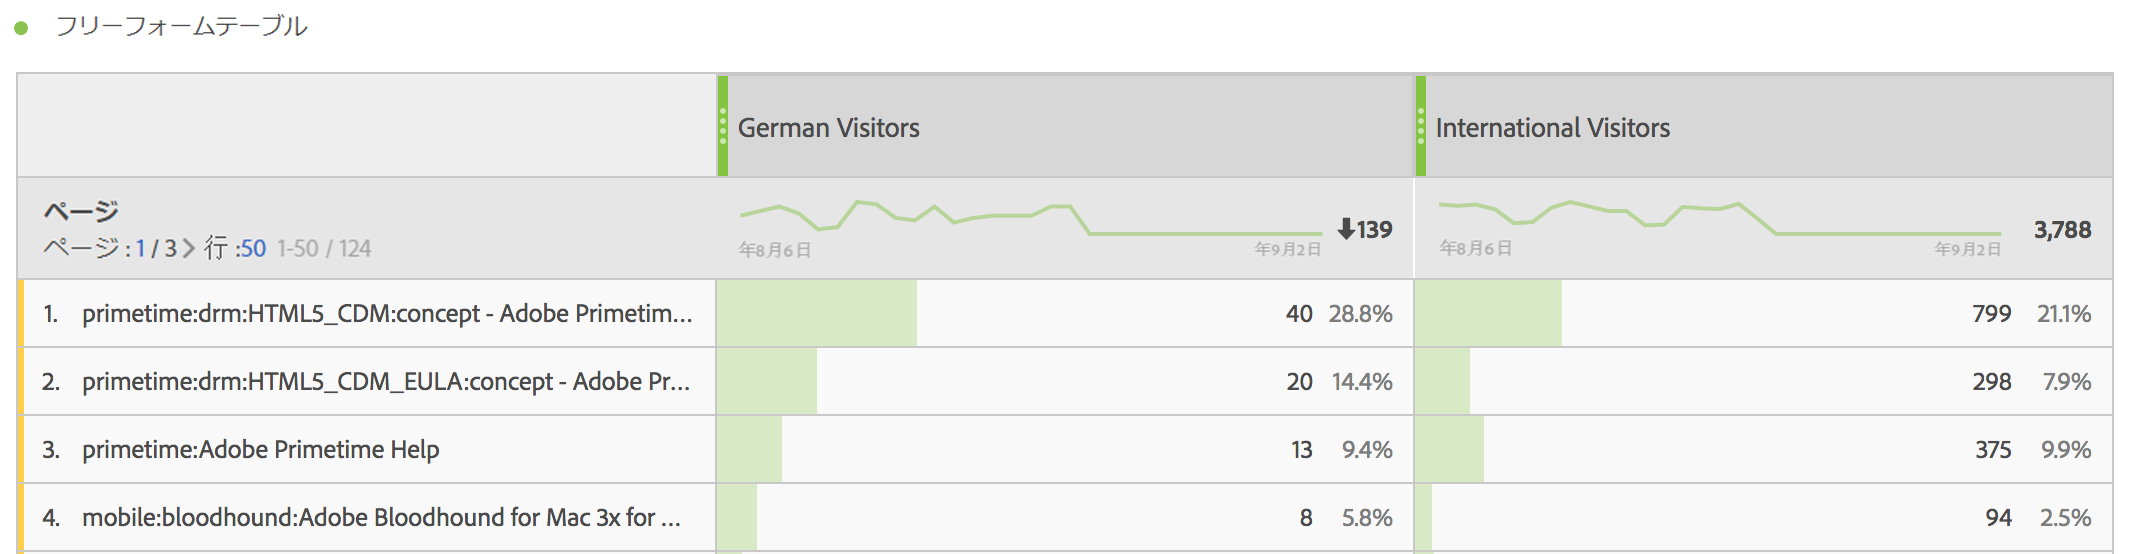 フリーフォームテーブル
German Visitors
International Visitors
ページ
ページ : 1 / 3 > 行 :50 1-50 / 124
年8月6日
年9月2日
139
年8月6日
年9月2日
3,788
1. primetime:drm:HTML5_CDM:concept - Adobe Primetim... 40 28.8% 799 21.1%
2. primetime:drm:HTML5_CDM_EULA:concept - Adobe Pr... 20 14.4% 298 7.9%
3. primetime:Adobe Primetime Help 13 9.4% 375 9.9%
4. mobile:bloodhound:Adobe Bloodhound for Mac 3x for ... 8 5.8% 94 2.5%